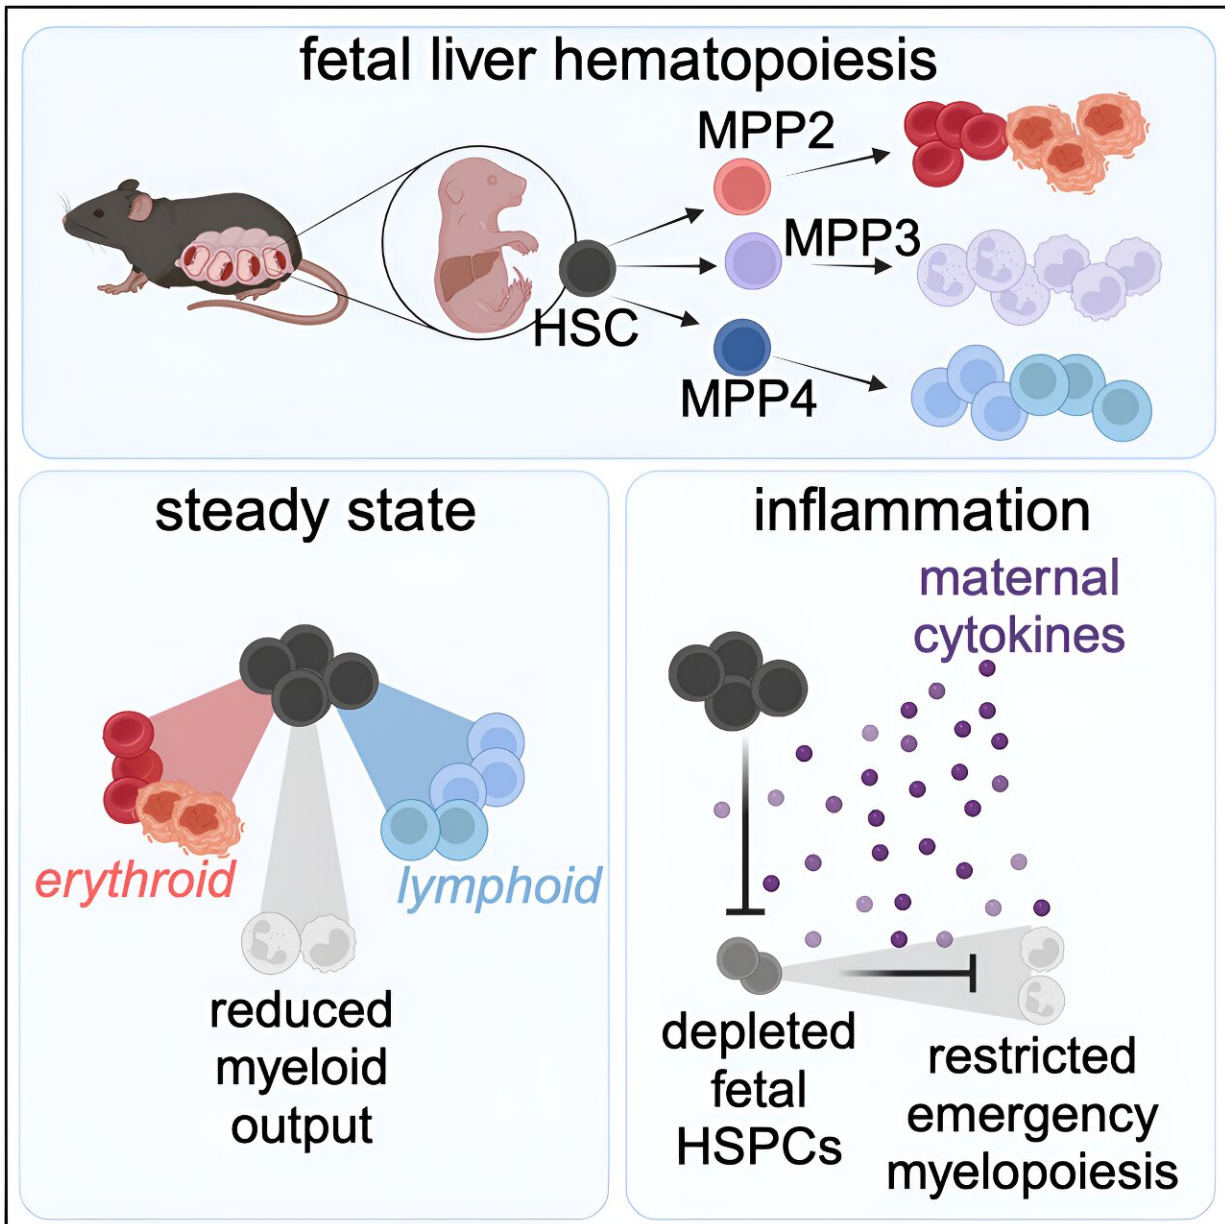 fetal liver hematopoiesis
MPP2
MPP3
HSC
MPP4
steady state
erythroid
lymphoid
reduced
myeloid
output
inflammation
maternal
cytokines
depleted
fetal
HSPCs
restricted
emergency
myelopoiesis